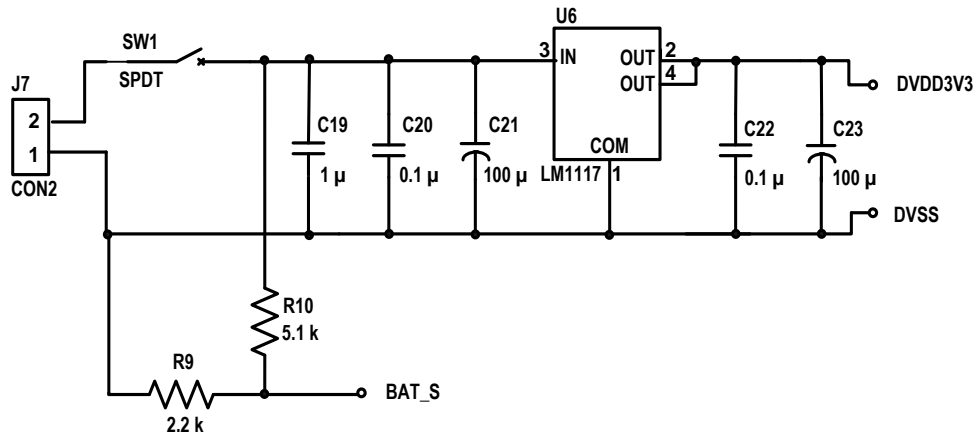 U6
SW1
SPDT
3
IN
OUT
2
OUT
4
J7
2
1
CON2
DVDD3V3
C19
1 µ
C20
0.1 µ
C21
100 µ
COM
LM1117
1
C22
0.1 µ
C23
100 µ
DVSS
R10
5.1 k
R9
2.2 k
BAT_S